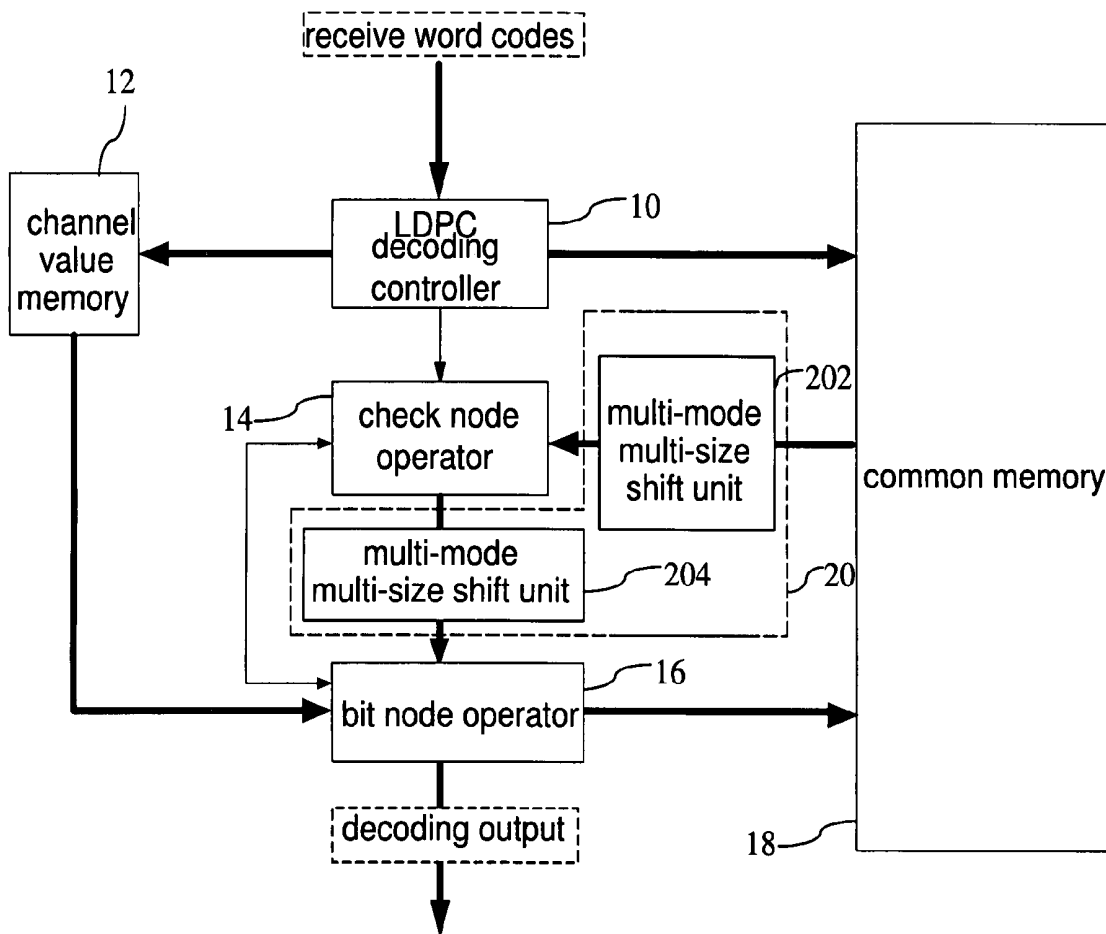 receive word codes
12
channel
value
memory
LDPC
decoding
controller
10
202
14
check node
operator
multi-mode
multi-size
shift unit
common memory
multi-mode
multi-size shift unit
204
20
16
bit node operator
decoding output
18